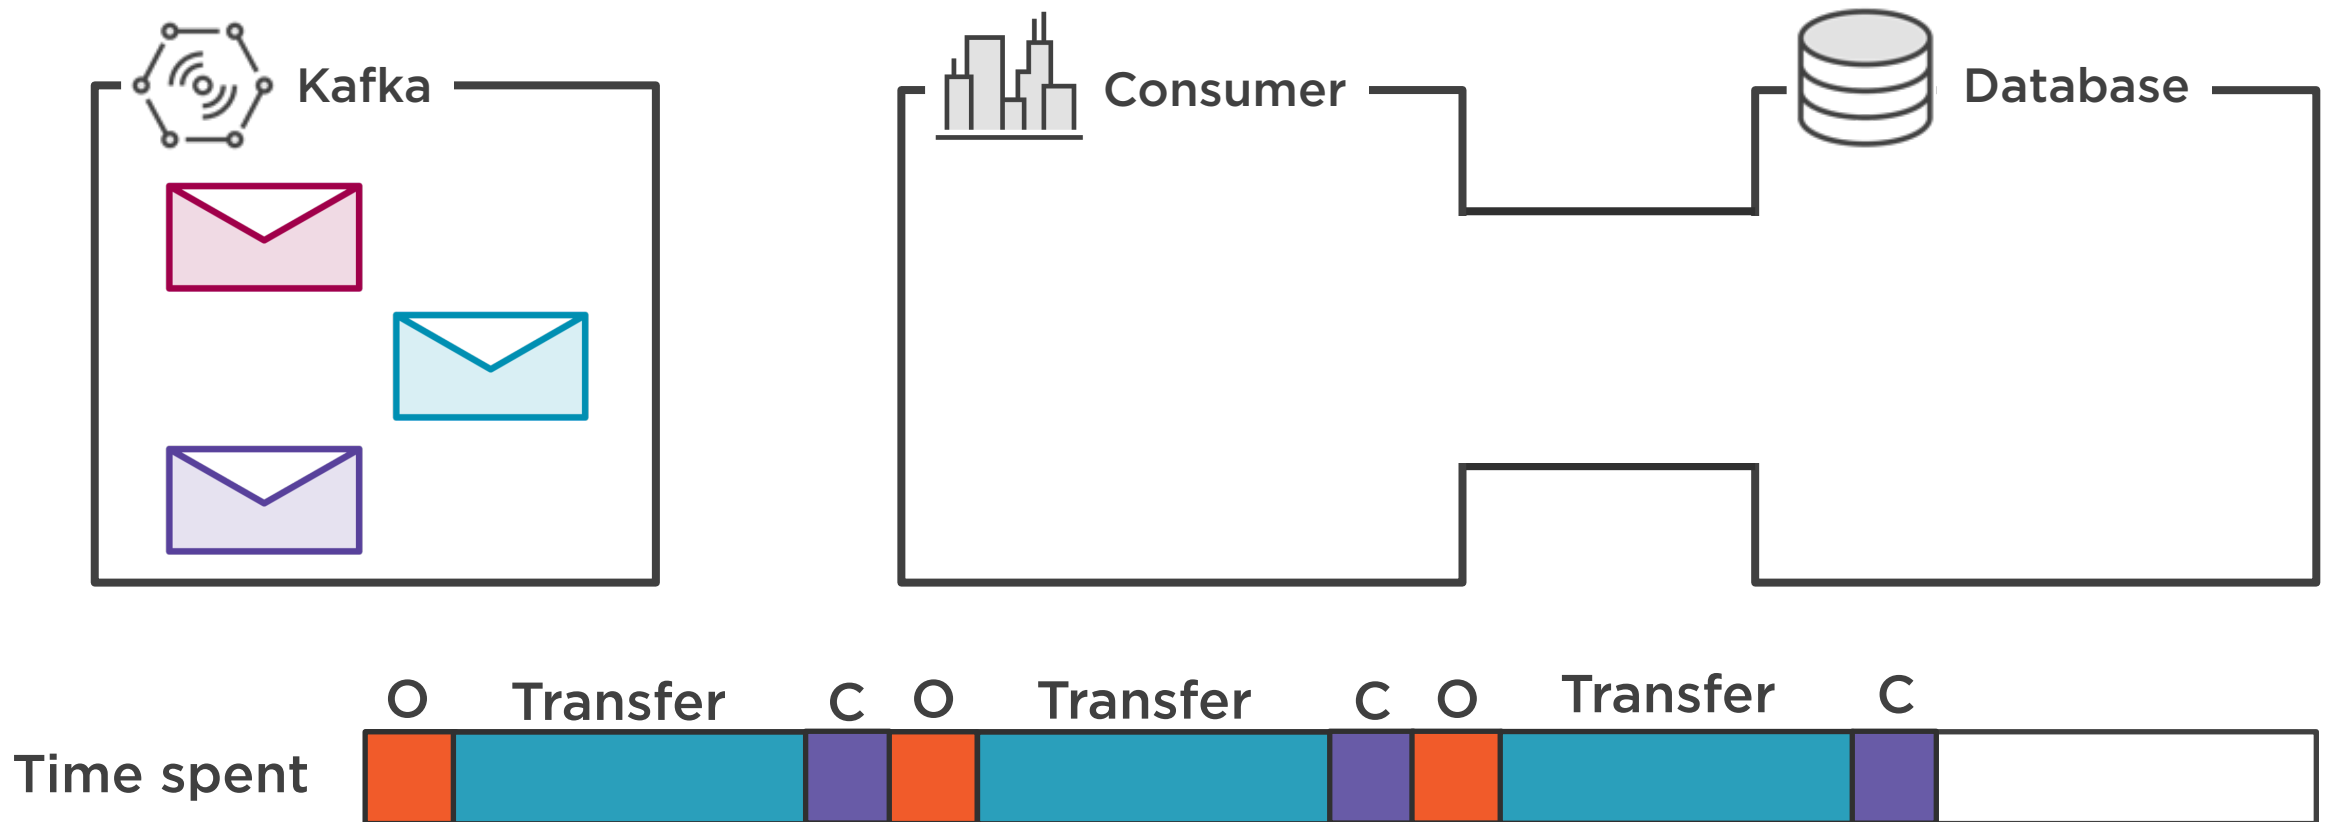 Kafka
Consumer
Database
O Transfer C O Transfer C O Transfer C
Time spent